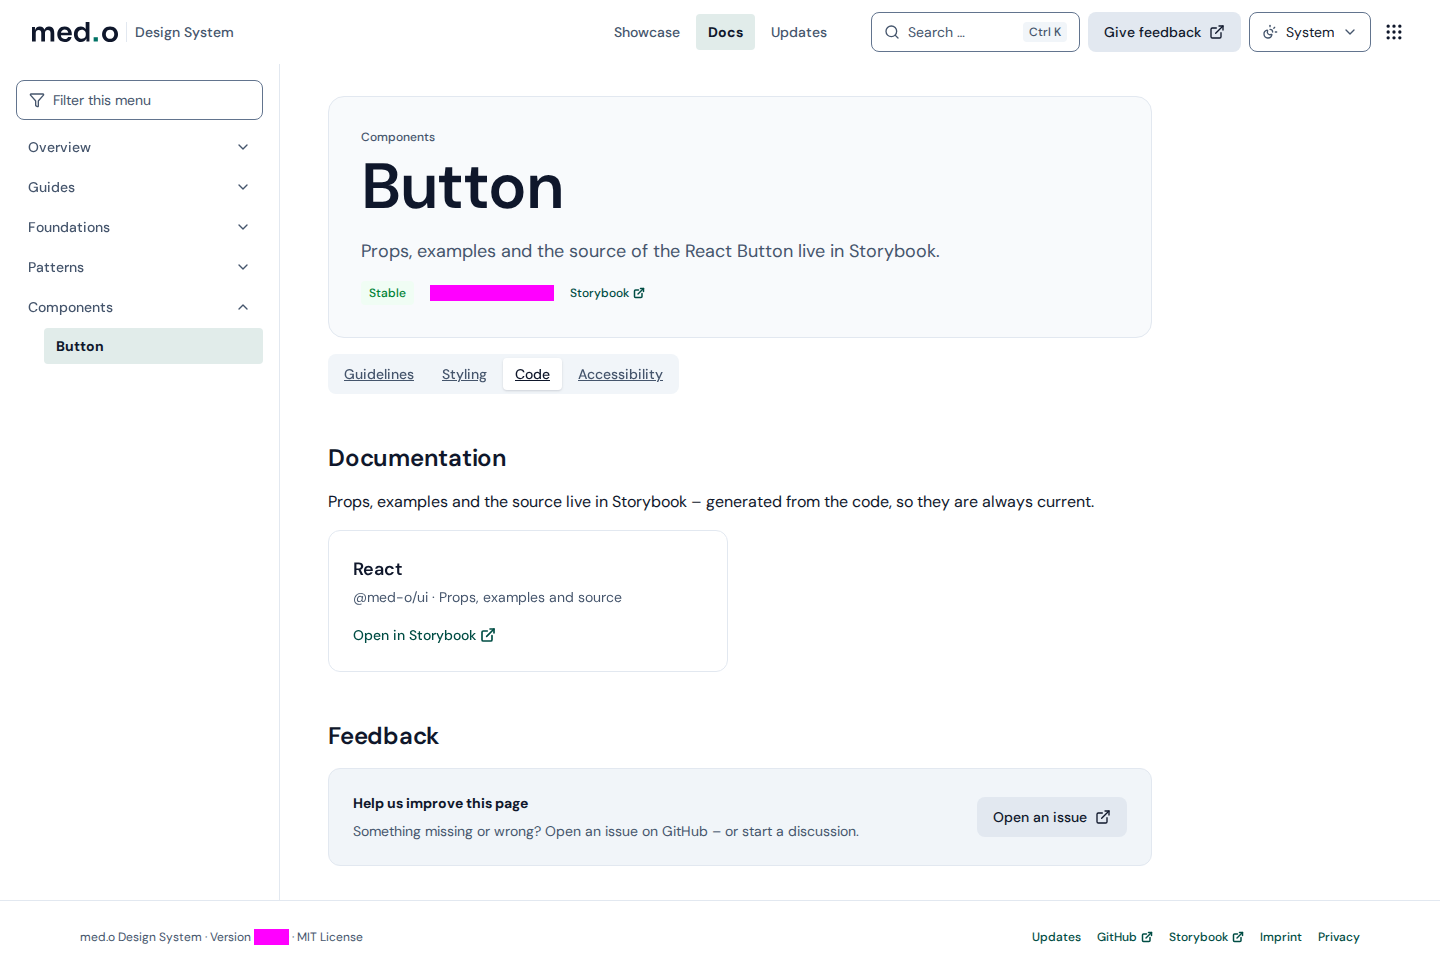 med.o Design System
Showcase Docs Updates
Search ... Ctrl K
Give feedback
System
Filter this menu
Overview
Guides
Foundations
Patterns
Components
Button
Components
Button
Props, examples and the source of the React Button live in Storybook.
Stable Storybook
Guidelines Styling Code Accessibility
Documentation
Props, examples and the source live in Storybook – generated from the code, so they are always current.
React
@med-o/ui · Props, examples and source
Open in Storybook
Feedback
Help us improve this page
Something missing or wrong? Open an issue on GitHub – or start a discussion.
Open an issue
med.o Design System · Version · MIT License
Updates GitHub Storybook Imprint Privacy